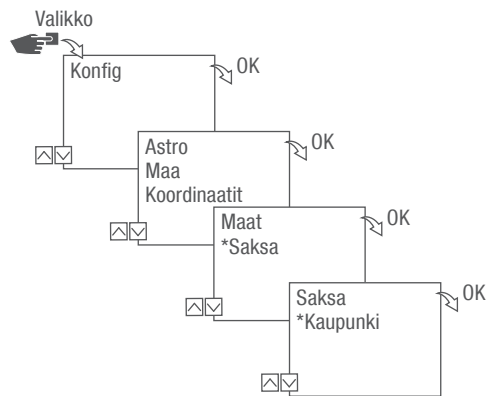 Valikko
Konfig
OK
Astro
Maa
Koordinaatit
OK
Maat
*Saksa
OK
Saksa
*Kaupunki
OK